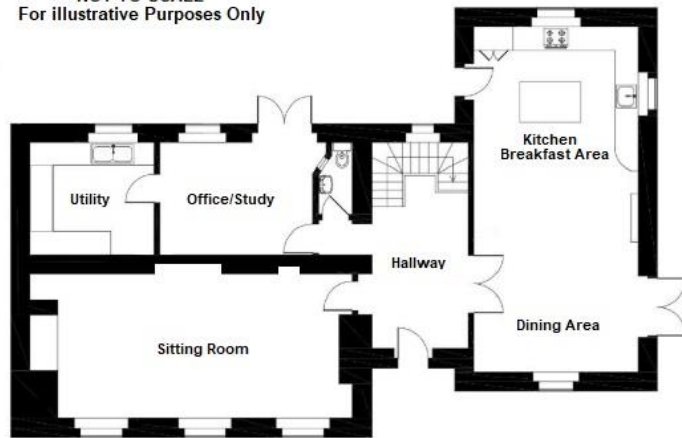 For illustrative Purposes Only
Kitchen
Breakfast Area
Utility
Office/Study
Hallway
Dining Area
Sitting Room